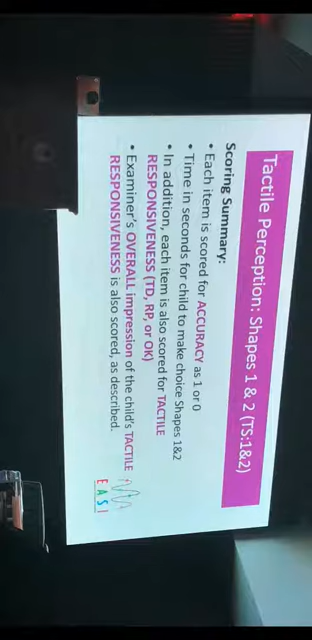 Tactile Perception: Shapes 1 & 2 (TS:1&2)
Scoring Summary:
• Each item is scored for ACCURACY as 1 or 0
• Time in seconds for child to make choice Shapes 1&2
• In addition, each item is also scored for TACTILE
RESPONSIVENESS (TD, RP, or OK)
• Examiner's OVERALL impression of the child's TACTILE
RESPONSIVENESS is also scored, as described.
EASI